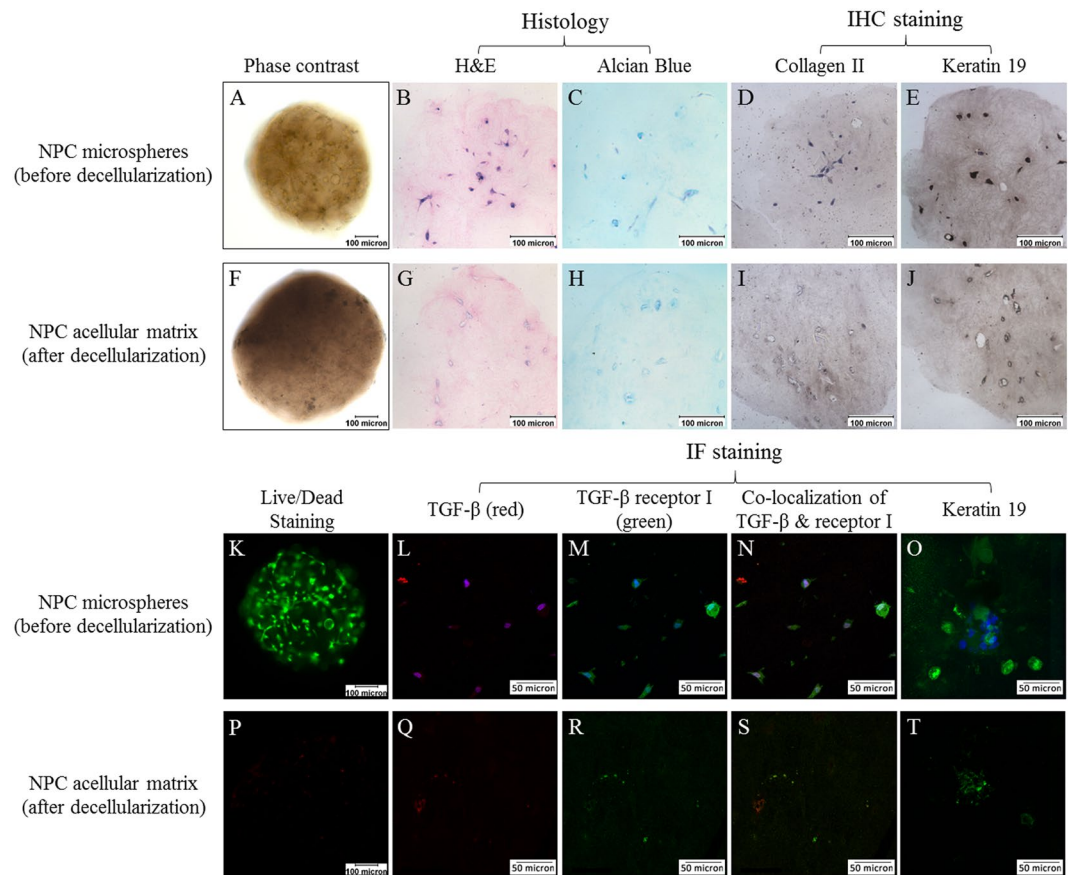 Histology
IHC staining
Phase contrast
H&E
Alcian Blue
Collagen II
Keratin 19
NPC microspheres
(before decellularization)
A
100 micron
B
100 micron
C
100 micron
D
100 micron
E
100 micron
NPC acellular matrix
(after decellularization)
F
100 micron
G
100 micron
H
100 micron
I
100 micron
J
100 micron
IF staining
Live/Dead
Staining
TGF-β (red)
TGF-β receptor I
(green)
Co-localization of
TGF-β & receptor I
Keratin 19
NPC microspheres
(before decellularization)
K
100 micron
L
50 micron
M
50 micron
N
50 micron
O
50 micron
NPC acellular matrix
(after decellularization)
P
100 micron
Q
50 micron
R
50 micron
S
50 micron
T
50 micron